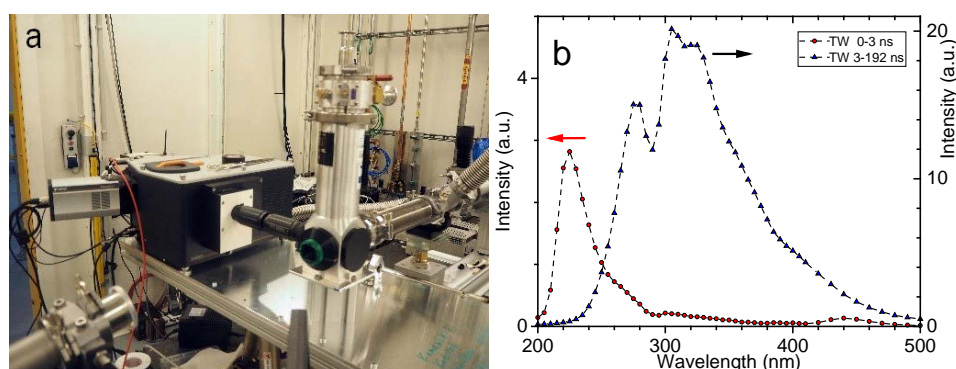 a
b
TW 0-3 ns
TW 3-192 ns
Intensity (a.u.)
Intensity (a.u.)
4
0
20
10
0
200
300
400
500
Wavelength (nm)